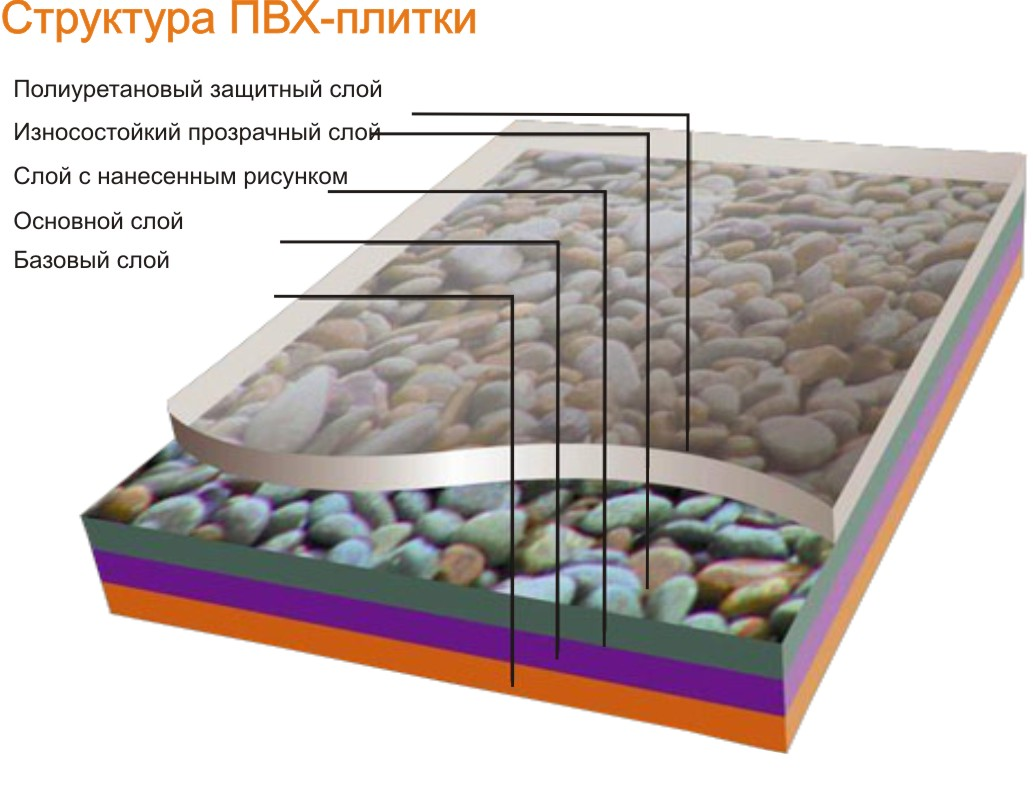 Структура ПВХ-плитки
Полиуретановый защитный слой
Износостойкий прозрачный слой
Слой с нанесенным рисунком
Основной слой
Базовый слой